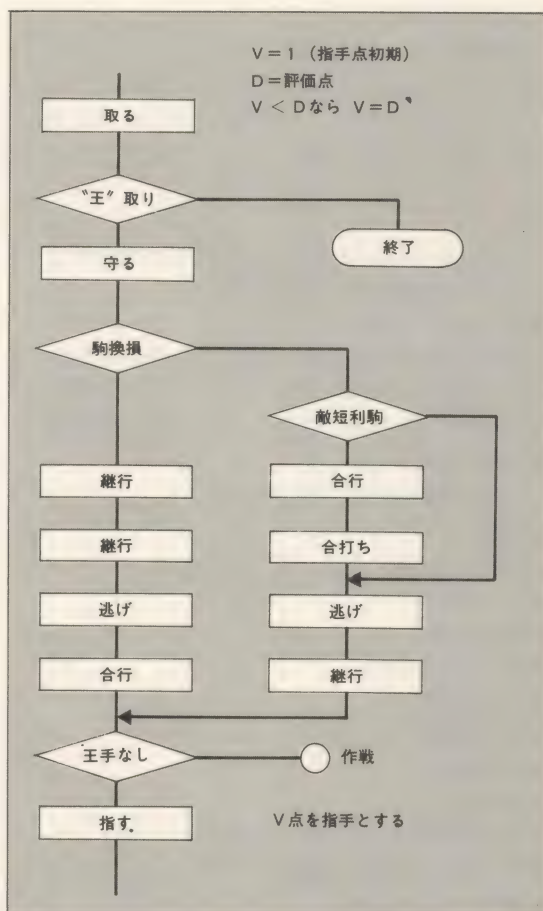 V=1 (指手点初期)
D=評価点
V < Dなら V=D
取る
"王"取り
終了
守る
駒換損
敵短利駒
継行
合行
継行
合打ち
逃げ
逃げ
合行
継行
王手なし
作戦
指す.
V点を指手とする